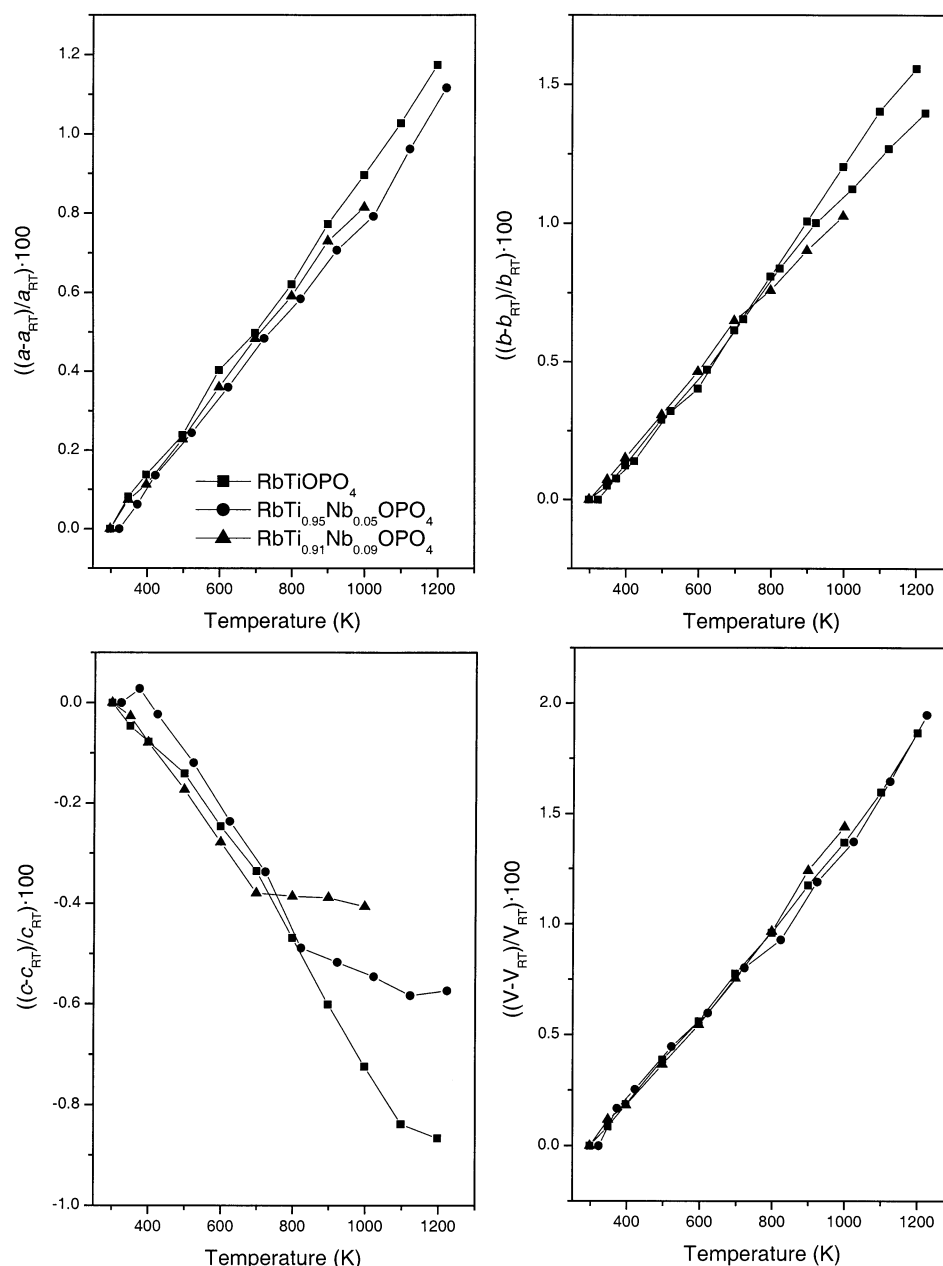 ((a-a_RT)/a_RT)·100
1.2
1.0
0.8
0.6
0.4
0.2
0.0
400 600 800 1000 1200
Temperature (K)
RbTiOPO₄
RbTi₀.₉₅Nb₀.₀₅OPO₄
RbTi₀.₉₁Nb₀.₀₉OPO₄
((b-b_RT)/b_RT)·100
1.5
1.0
0.5
0.0
400 600 800 1000 1200
Temperature (K)
((c-c_RT)/c_RT)·100
0.0
-0.2
-0.4
-0.6
-0.8
-1.0
400 600 800 1000 1200
Temperature (K)
((V-V_RT)/V_RT)·100
2.0
1.5
1.0
0.5
0.0
400 600 800 1000 1200
Temperature (K)